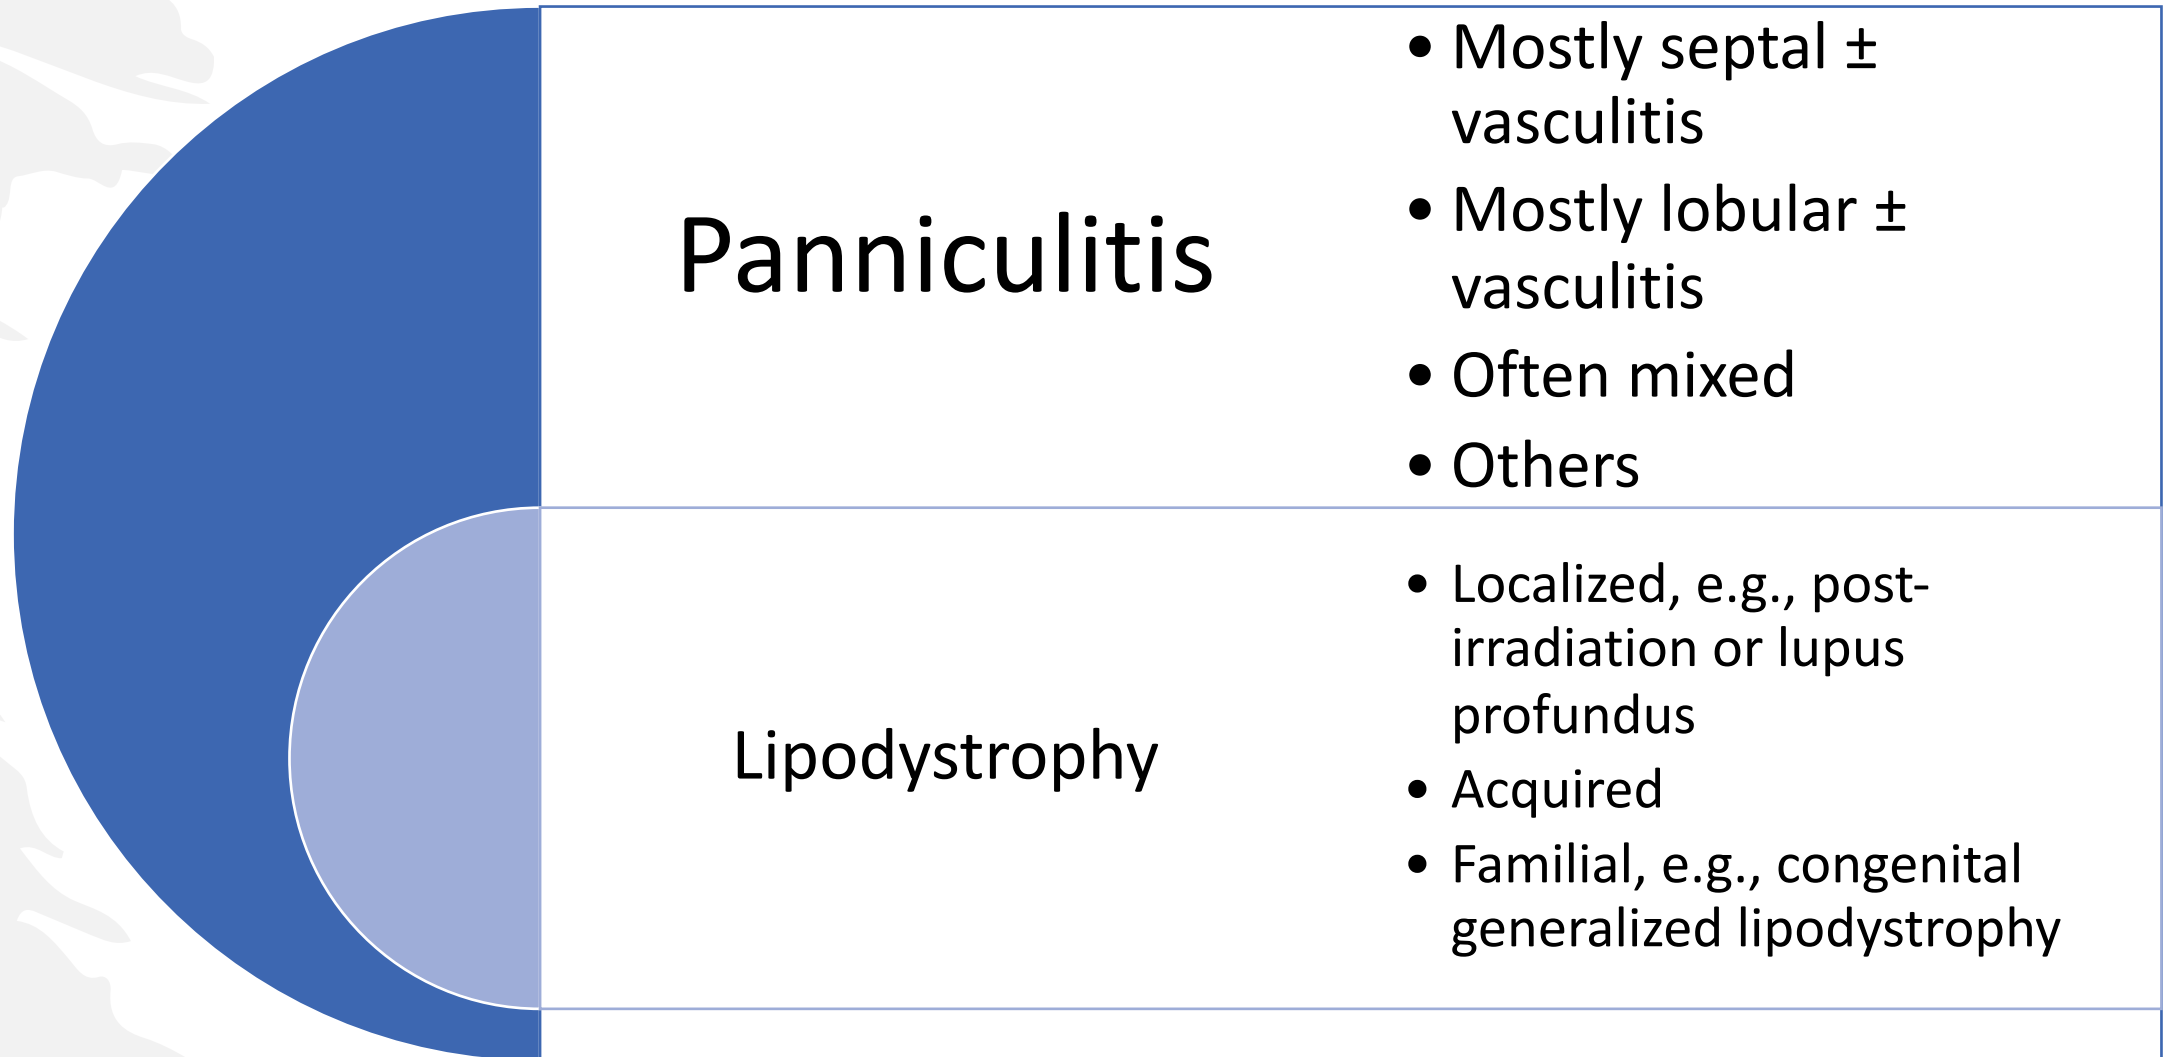 Panniculitis
• Mostly septal ±
vasculitis
• Mostly lobular ±
vasculitis
• Often mixed
• Others
Lipodystrophy
• Localized, e.g., post-
irradiation or lupus
profundus
• Acquired
• Familial, e.g., congenital
generalized lipodystrophy